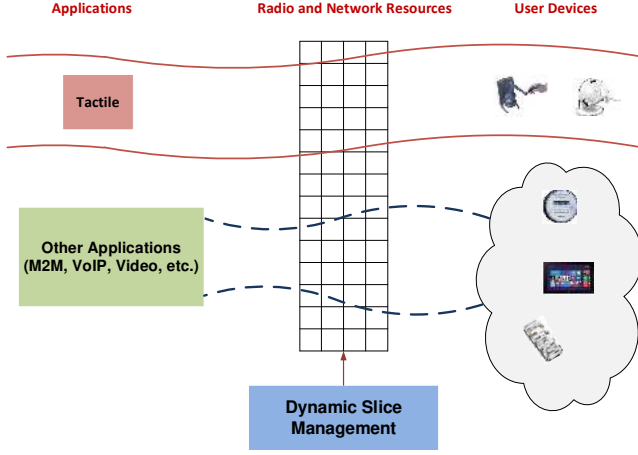 Applications
Radio and Network Resources
User Devices
Tactile
Other Applications
(M2M, VoIP, Video, etc.)
Dynamic Slice
Management